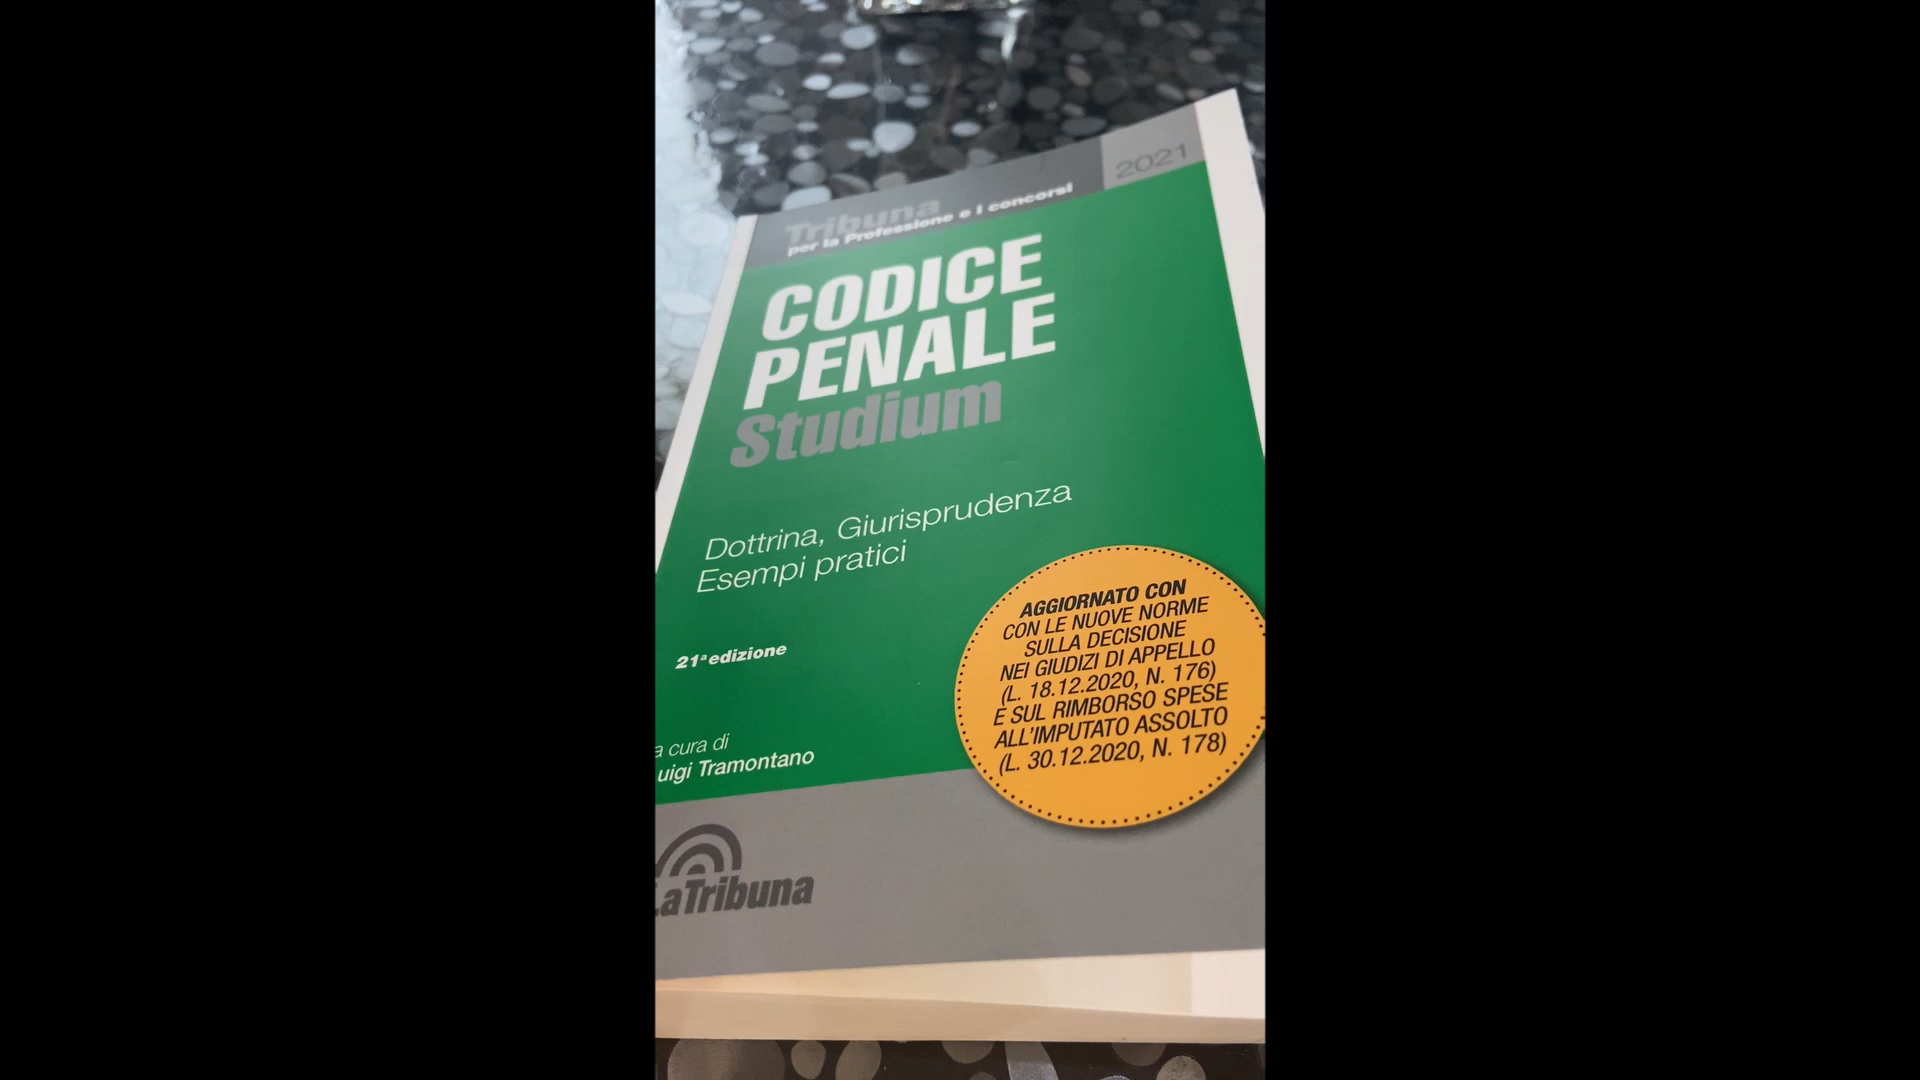 2021
Tribuna
per la Professione e i concorsi
CODICE
PENALE
Studium
Dottrina, Giurisprudenza
Esempi pratici
AGGIORNATO CON
CON LE NUOVE NORME
SULLA DECISIONE
NEI GIUDIZI DI APPELLO
(L. 18.12.2020, N. 176)
E SUL RIMBORSO SPESE
ALL'IMPUTATO ASSOLTO
(L. 30.12.2020, N. 178)
21ª edizione
a cura di
uigi Tramontano
LaTribuna